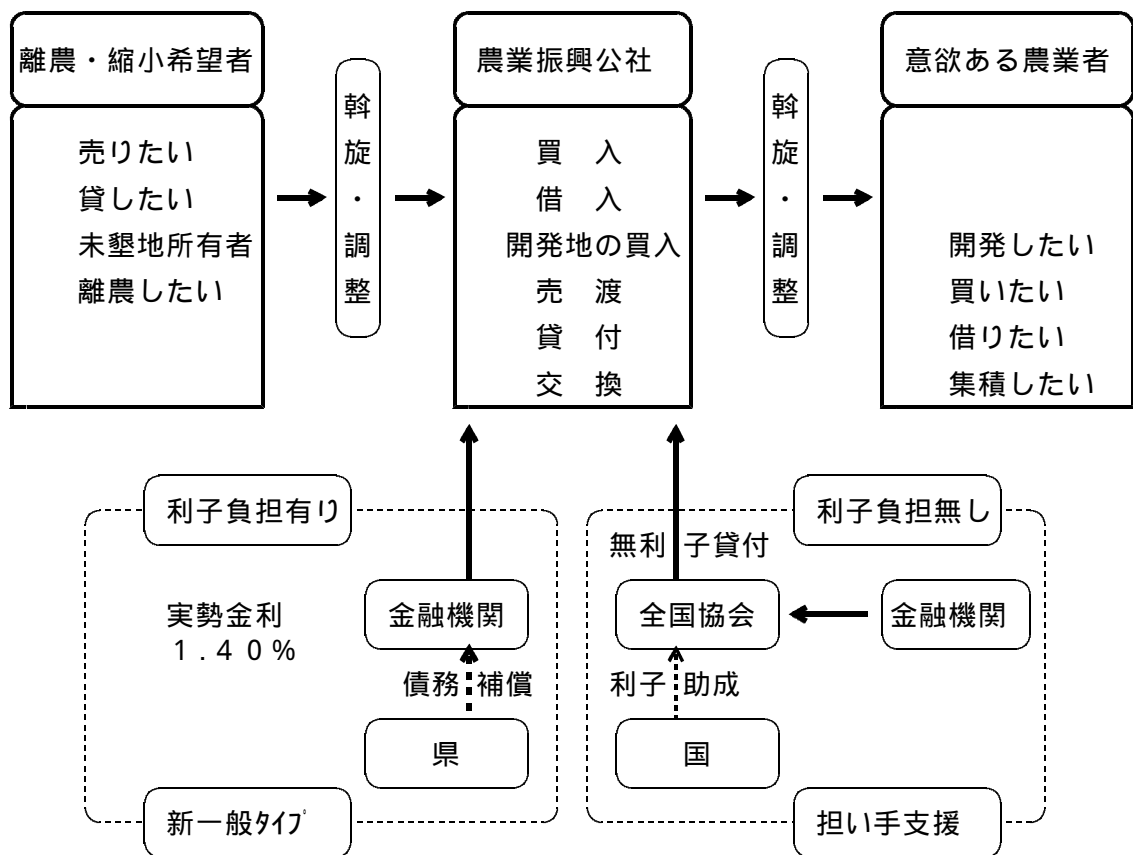 離農・縮小希望者
売りたい
貸したい
未墾地所有者
離農したい
斡旋・調整
農業振興公社
買　入
借　入
開発地の買入
売　渡
貸　付
交　換
斡旋・調整
意欲ある農業者
開発したい
買いたい
借りたい
集積したい
利子負担有り
実勢金利
１.４０％
金融機関
債務補償
県
新一般ﾀｲﾌﾟ
利子負担無し
無利子貸付
全国協会
金融機関
利子助成
国
担い手支援